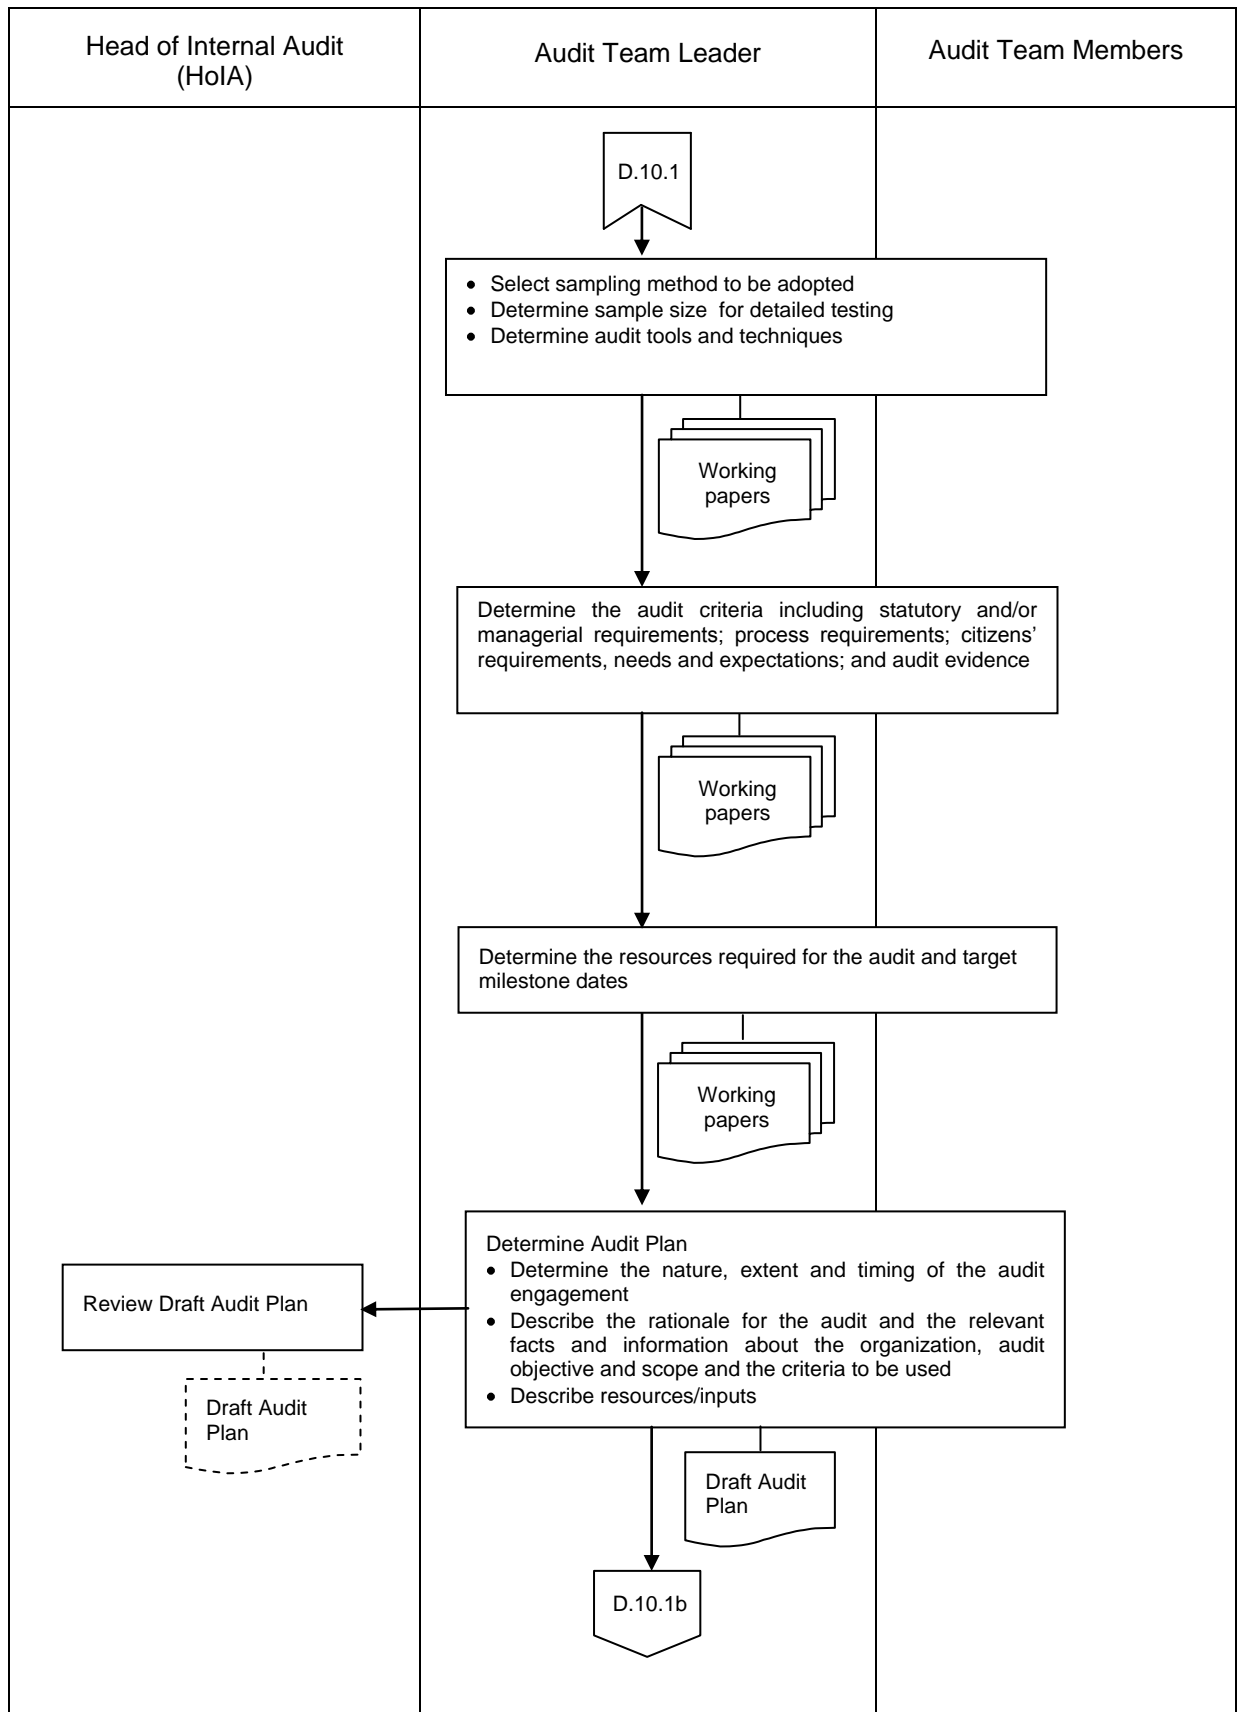 Head of Internal Audit
(HoIA)
Audit Team Leader
Audit Team Members
D.10.1
• Select sampling method to be adopted
• Determine sample size for detailed testing
• Determine audit tools and techniques
Working
papers
Determine the audit criteria including statutory and/or
managerial requirements; process requirements; citizens’
requirements, needs and expectations; and audit evidence
Working
papers
Determine the resources required for the audit and target
milestone dates
Working
papers
Determine Audit Plan
• Determine the nature, extent and timing of the audit
engagement
• Describe the rationale for the audit and the relevant
facts and information about the organization, audit
objective and scope and the criteria to be used
• Describe resources/inputs
Review Draft Audit Plan
Draft Audit
Plan
Draft Audit
Plan
D.10.1b